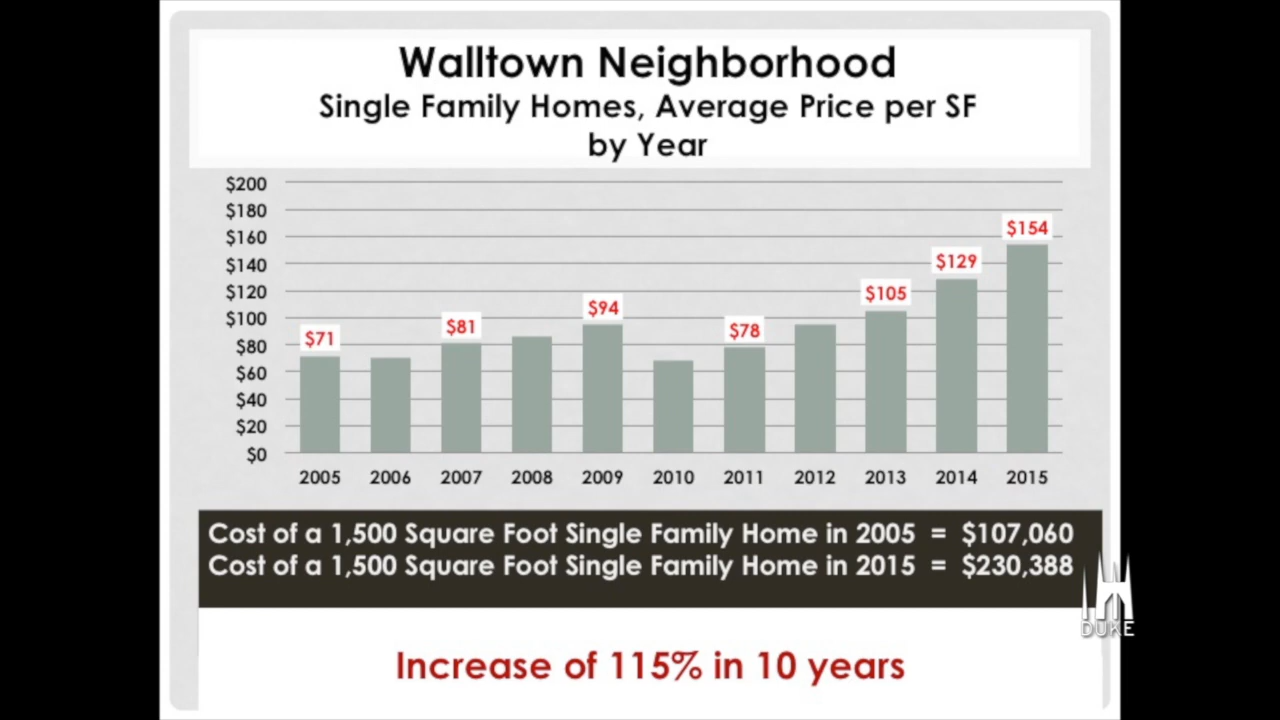 Walltown Neighborhood
Single Family Homes, Average Price per SF
by Year
$200
$180
$160
$140
$120
$100
$80
$60
$40
$20
$0
$71
$81
$94
$78
$105
$129
$154
2005 2006 2007 2008 2009 2010 2011 2012 2013 2014 2015
Cost of a 1,500 Square Foot Single Family Home in 2005 = $107,060
Cost of a 1,500 Square Foot Single Family Home in 2015 = $230,388
DUKE
Increase of 115% in 10 years